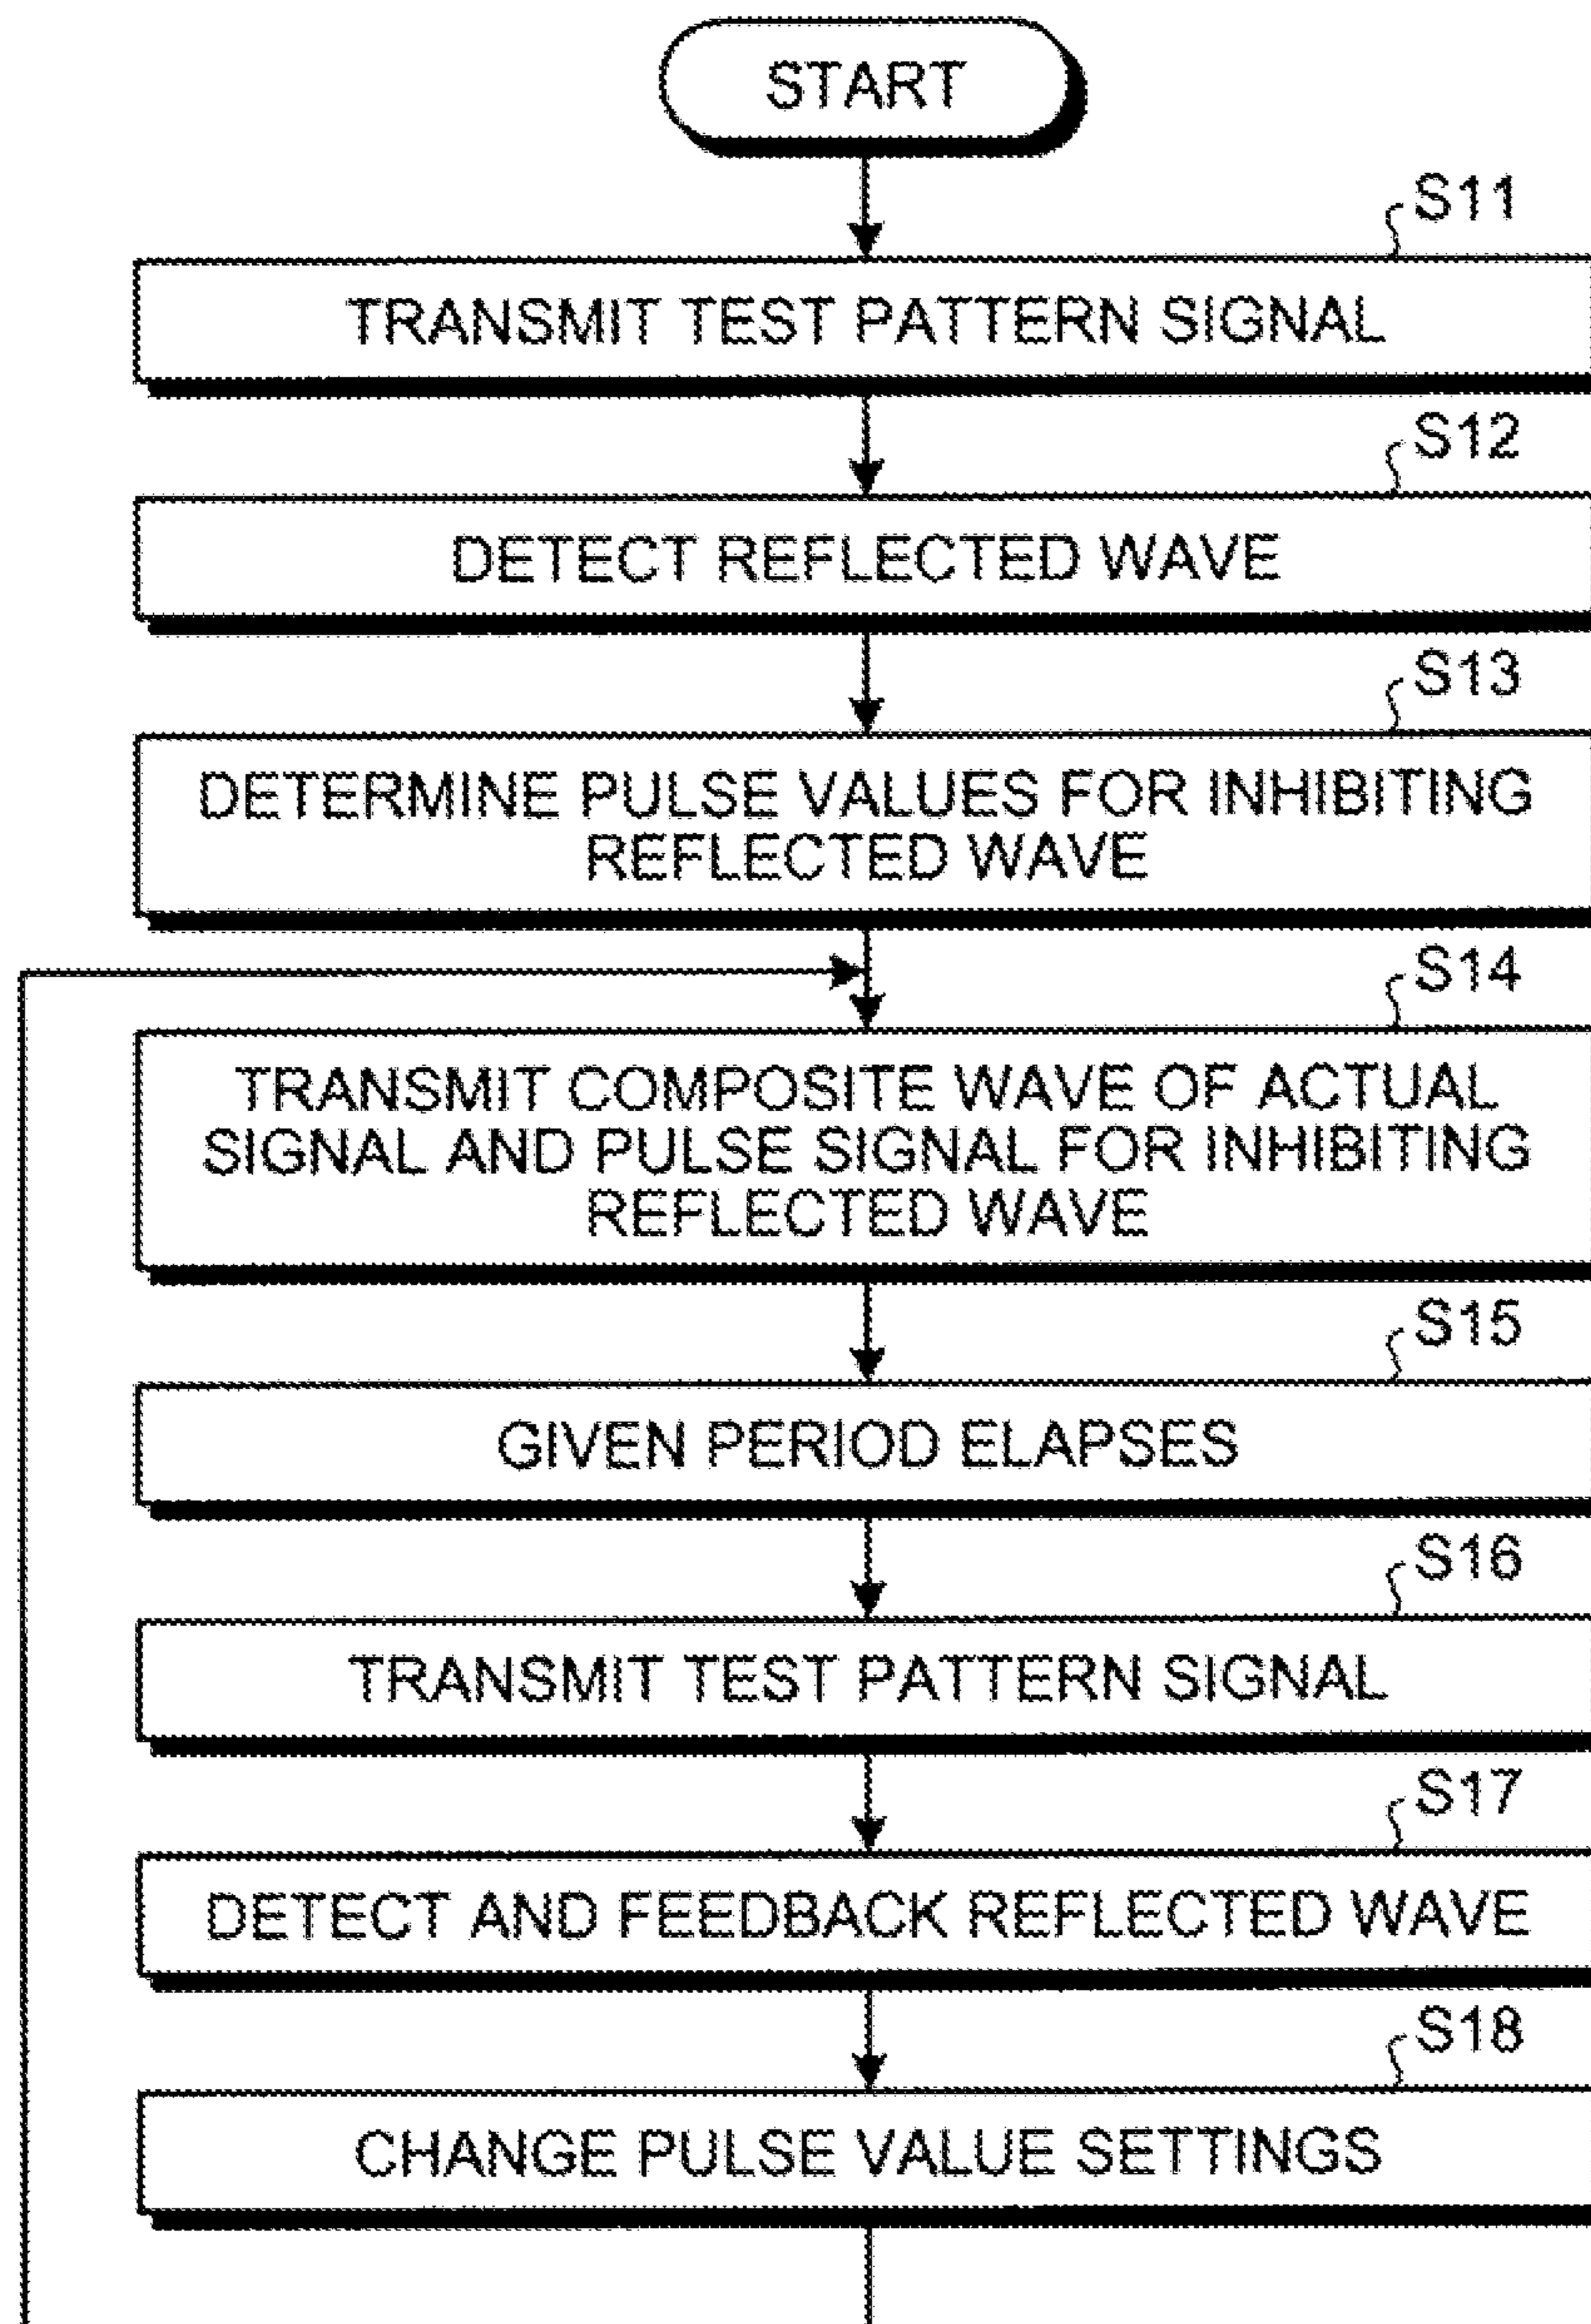 START
S11
TRANSMIT TEST PATTERN SIGNAL
S12
DETECT REFLECTED WAVE
S13
DETERMINE PULSE VALUES FOR INHIBITING
REFLECTED WAVE
S14
TRANSMIT COMPOSITE WAVE OF ACTUAL
SIGNAL AND PULSE SIGNAL FOR INHIBITING
REFLECTED WAVE
S15
GIVEN PERIOD ELAPSES
S16
TRANSMIT TEST PATTERN SIGNAL
S17
DETECT AND FEEDBACK REFLECTED WAVE
S18
CHANGE PULSE VALUE SETTINGS